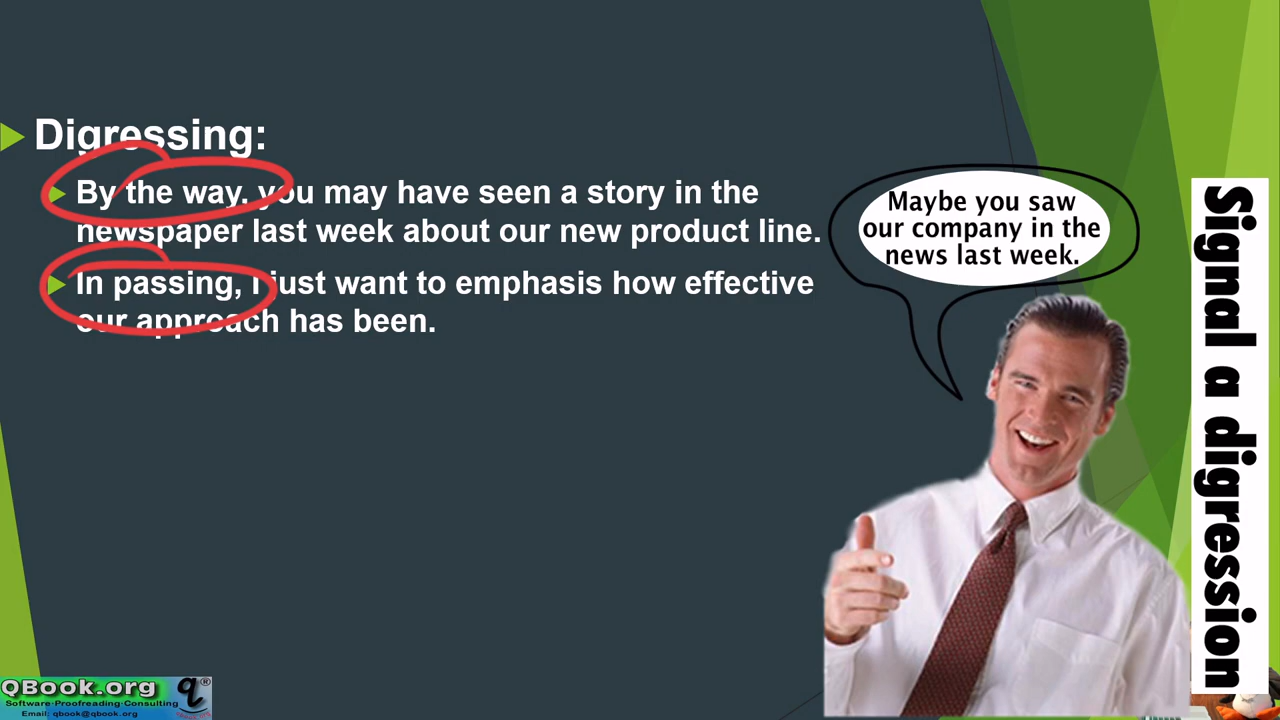 Digressing:
By the way, you may have seen a story in the
newspaper last week about our new product line.
In passing, I just want to emphasis how effective
our approach has been.
Maybe you saw
our company in the
news last week.
Signal a digression
QBook.org
q®
Software·Proofreading·Consulting
Email: qbook@qbook.org